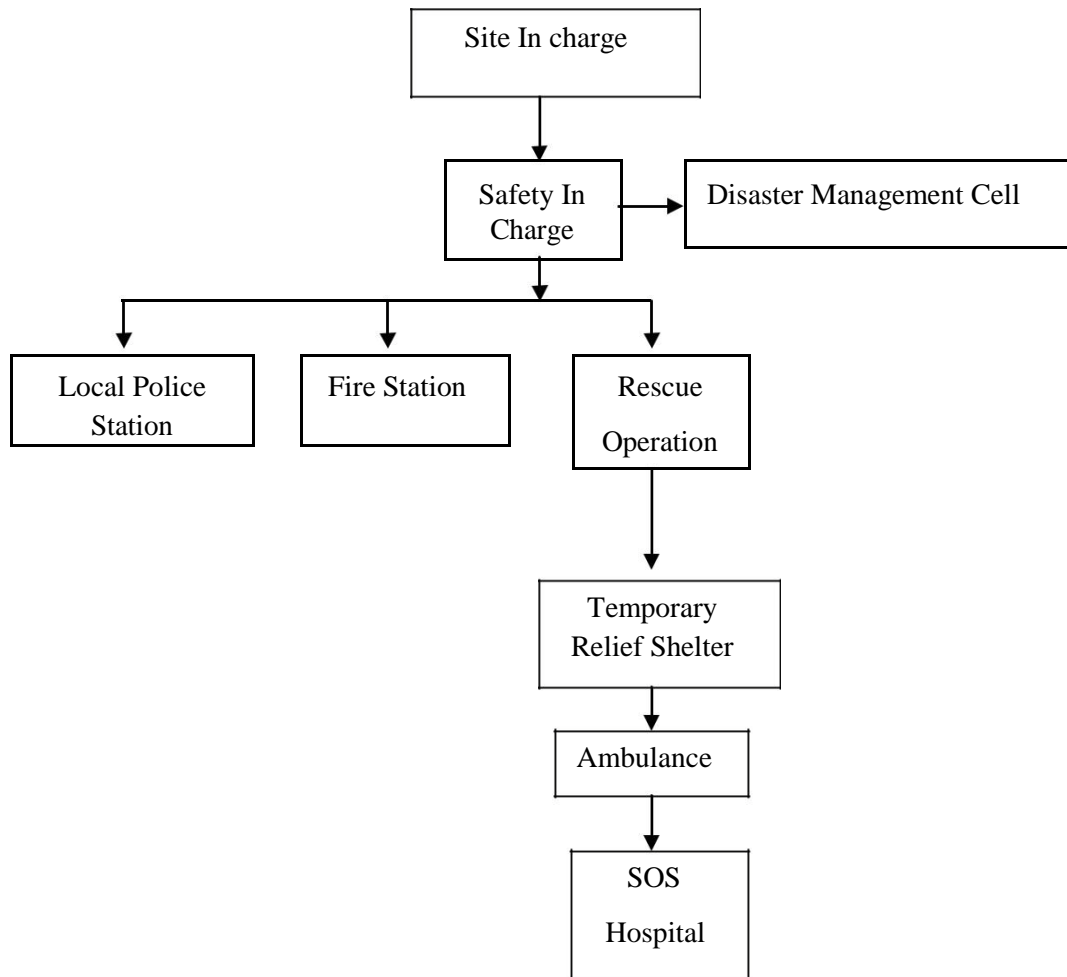 Site In charge
Safety In
Charge
Disaster Management Cell
Local Police
Station
Fire Station
Rescue
Operation
Temporary
Relief Shelter
Ambulance
SOS
Hospital